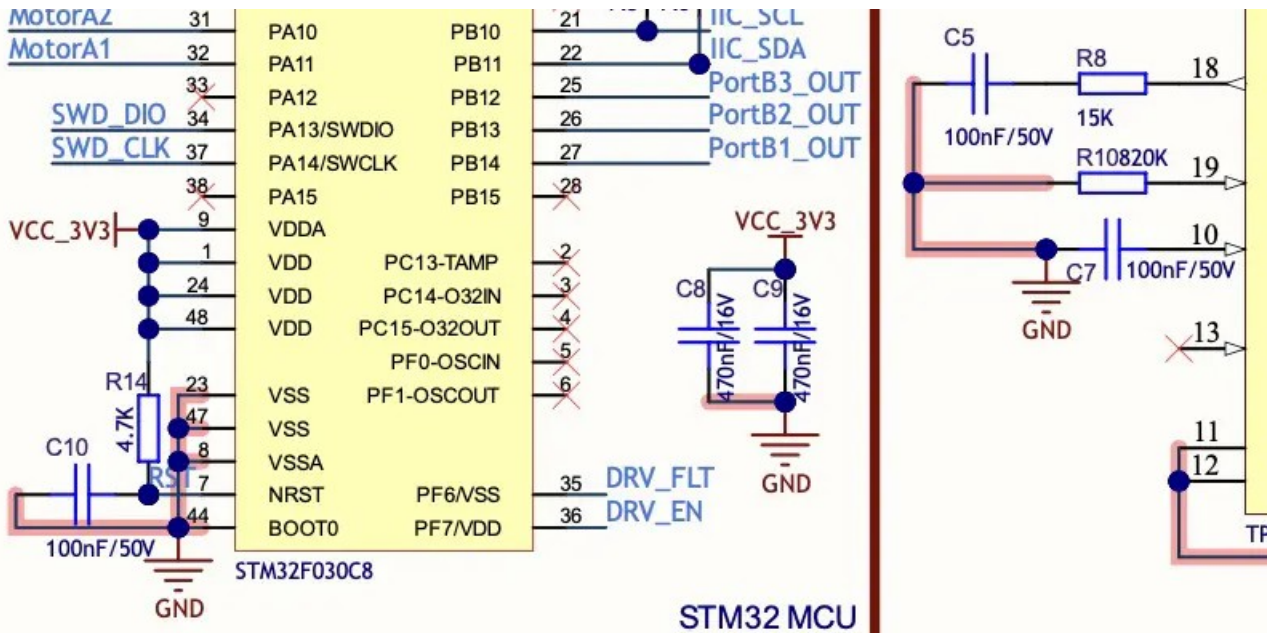 MotorA2
31
PA10
PB10
21
IIC_SCL
MotorA1
32
PA11
PB11
22
IIC_SDA
33
PA12
PB12
25
PortB3_OUT
SWD_DIO
34
PA13/SWDIO
PB13
26
PortB2_OUT
SWD_CLK
37
PA14/SWCLK
PB14
27
PortB1_OUT
38
PA15
PB15
28
VCC_3V3
9
VDDA
1
VDD
PC13-TAMP
2
24
VDD
PC14-O32IN
3
48
VDD
PC15-O32OUT
4
PF0-OSCIN
5
R14
4.7K
23
VSS
PF1-OSCOUT
6
47
VSS
8
VSSA
C10
100nF/50V
RST
7
NRST
PF6/VSS
35
DRV_FLT
44
BOOT0
PF7/VDD
36
DRV_EN
STM32F030C8
GND
VCC_3V3
C8
470nF/16V
C9
470nF/16V
GND
STM32 MCU
C5
100nF/50V
R8
15K
18
R10820K
19
C7
100nF/50V
10
GND
13
11
12
TP